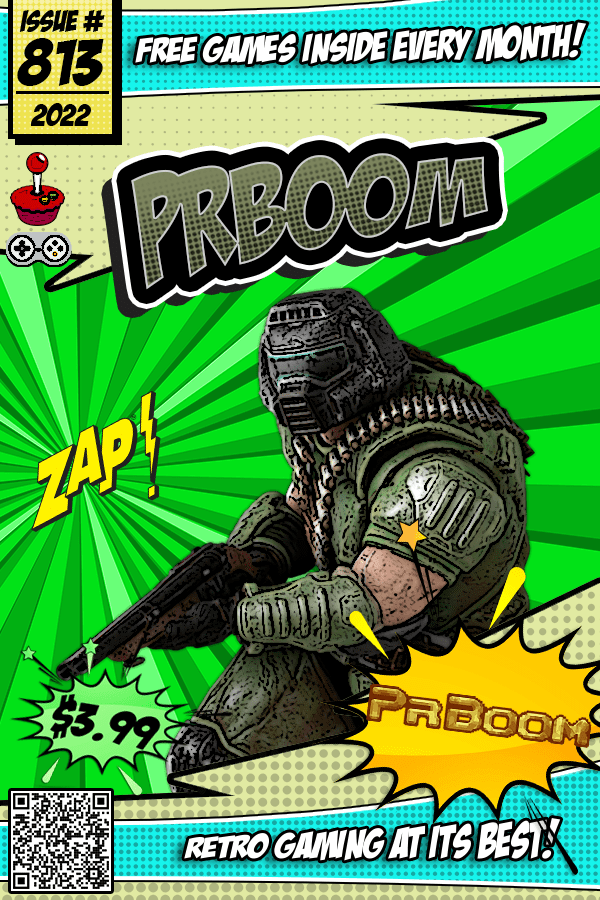 ISSUE #
813
2022
FREE GAMES INSIDE EVERY MONTH!
PRBOOM
ZAP!
$3.99
PRBOOM
RETRO GAMING AT ITS BEST!